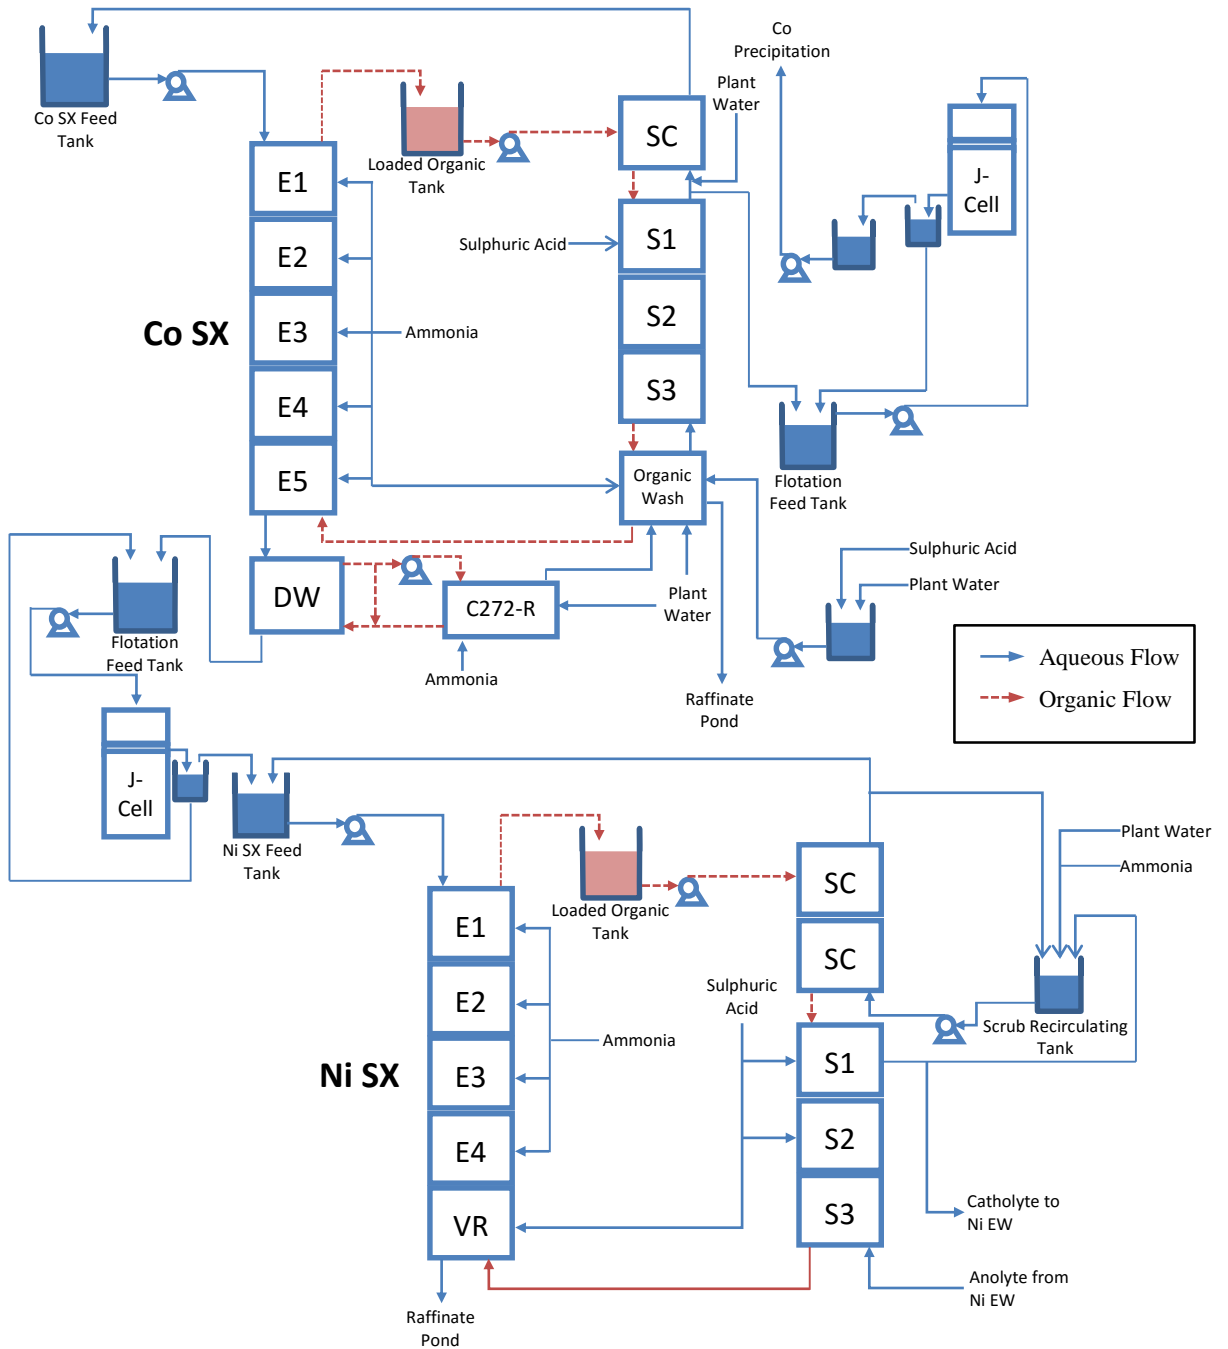 Co
Precipitation
Plant
Water
Co SX Feed
Tank
SC
Loaded Organic
Tank
E1
J-
Cell
E2
Sulphuric Acid
S1
Co SX
E3
Ammonia
S2
E4
S3
E5
Organic
Wash
Flotation
Feed Tank
Sulphuric Acid
Plant Water
DW
C272-R
Plant
Water
Flotation
Feed Tank
Ammonia
Raffinate
Pond
Aqueous Flow
Organic Flow
J-
Cell
Ni SX Feed
Tank
Plant Water
Ammonia
SC
Loaded Organic
Tank
E1
SC
E2
Sulphuric
Acid
Scrub Recirculating
Tank
Ammonia
S1
Ni SX
E3
E4
S2
VR
S3
Catholyte to
Ni EW
Anolyte from
Ni EW
Raffinate
Pond